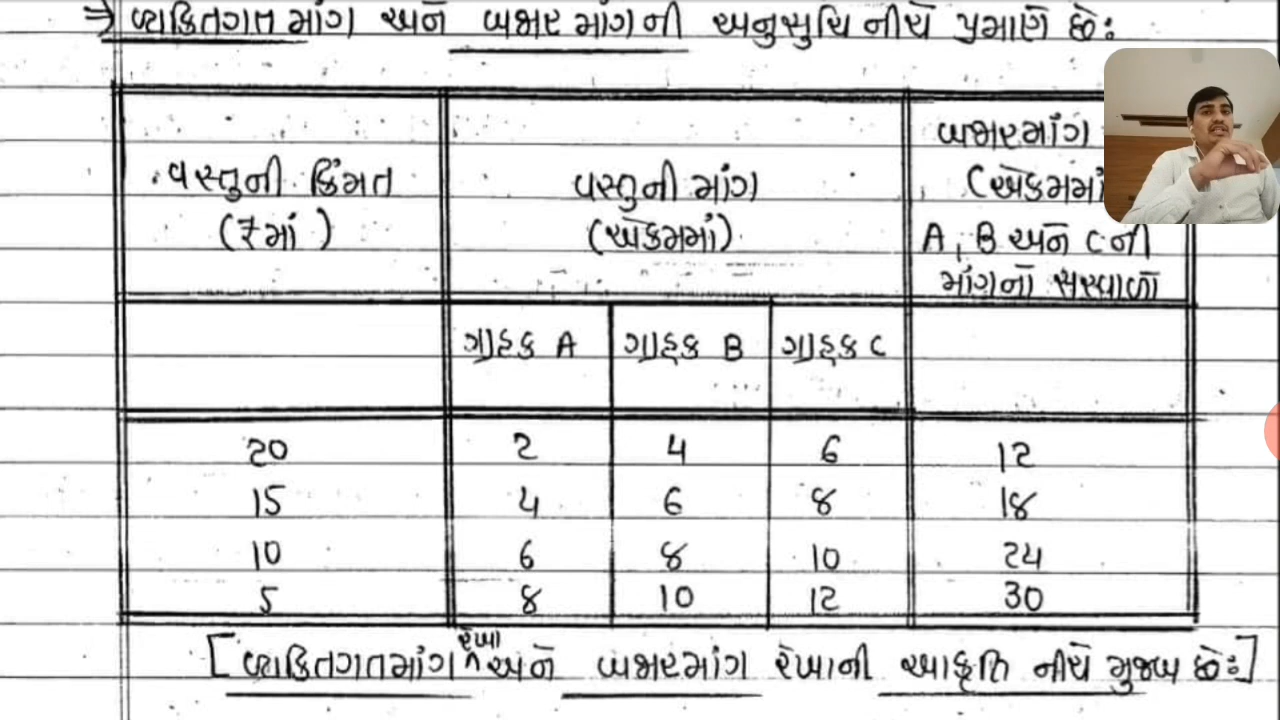 ⇒ વ્યકિતગત માંગ અને બજાર માંગની અનુસુચિ નીચે પ્રમાણે છે:
વસ્તુની કિંમત
(₹માં)
વસ્તુની માંગ
(એકમમાં)
બજારમાંગ
(એકમમાં
A, B અને Cની
માંગનો સરવાળો
ગ્રાહક A ગ્રાહક B ગ્રાહક C
20 2 4 6 12
15 4 6 8 18
10 6 8 10 24
5 8 10 12 30
[વ્યકિતગતમાંગ રેખા અને બજારમાંગ રેખાની આકૃતિ નીચે મુજબ છે:]